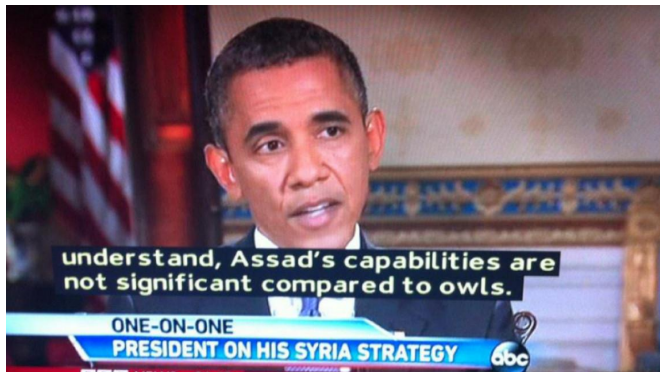 understand, Assad's capabilities are
not significant compared to owls.
ONE-ON-ONE
PRESIDENT ON HIS SYRIA STRATEGY
abc